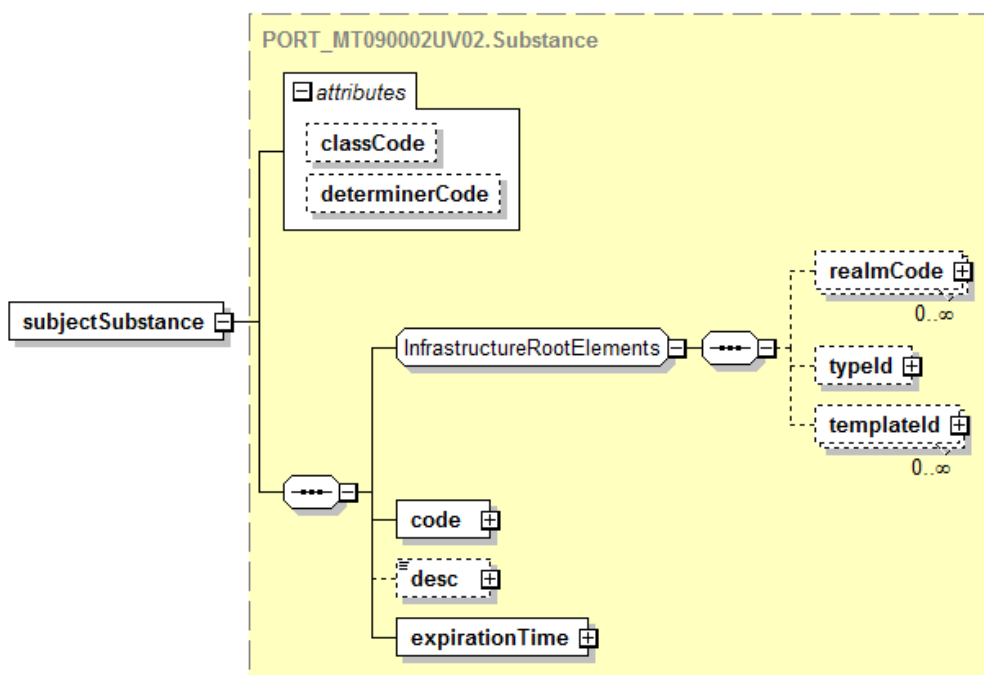 PORT_MT090002UV02.Substance
attributes
classCode
determinerCode
subjectSubstance
InfrastructureRootElements
realmCode
0..∞
typeId
templateId
0..∞
code
desc
expirationTime